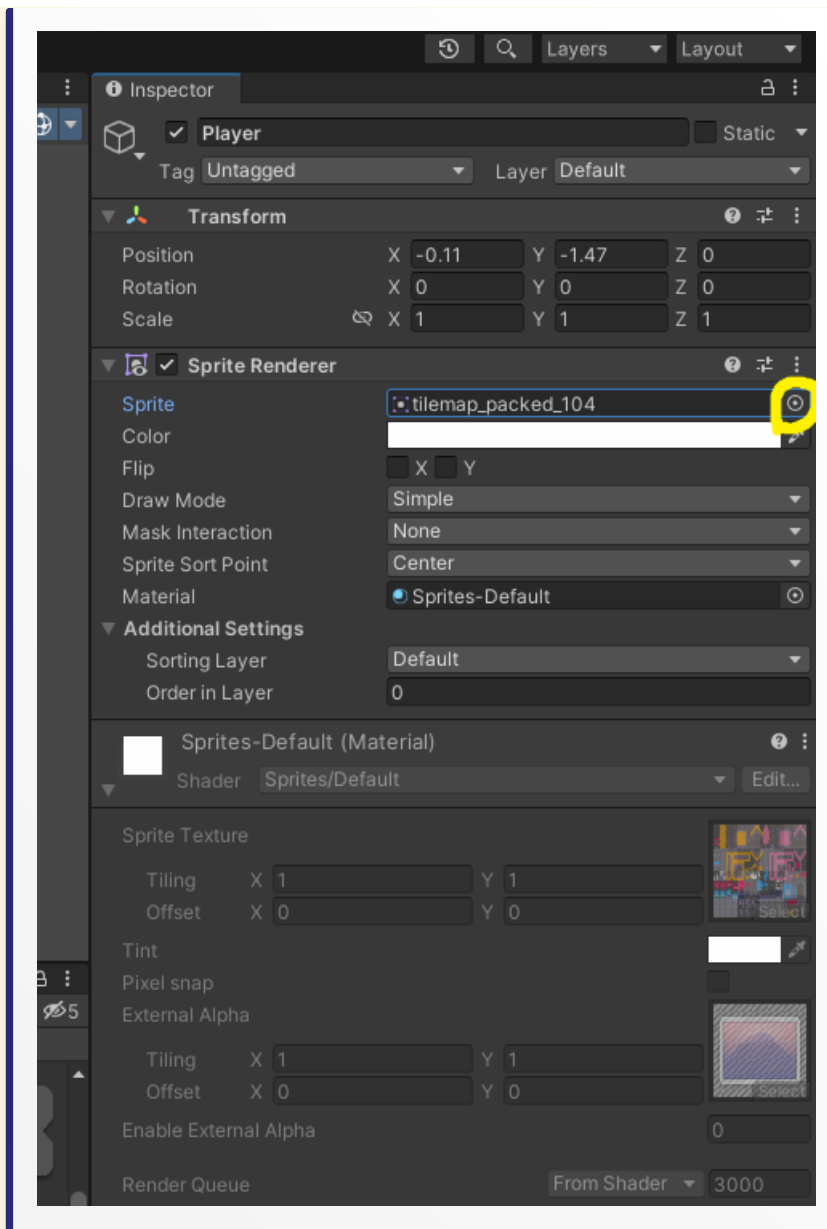 Layers Layout
Inspector
Player Static
Tag Untagged Layer Default
Transform
Position X -0.11 Y -1.47 Z 0
Rotation X 0 Y 0 Z 0
Scale X 1 Y 1 Z 1
Sprite Renderer
Sprite tilemap_packed_104
Color
Flip X Y
Draw Mode Simple
Mask Interaction None
Sprite Sort Point Center
Material Sprites-Default
Additional Settings
Sorting Layer Default
Order in Layer 0
Sprites-Default (Material)
Shader Sprites/Default Edit...
Sprite Texture
Tiling X 1 Y 1
Offset X 0 Y 0 Select
Tint
Pixel snap
5
External Alpha
Tiling X 1 Y 1
Offset X 0 Y 0 Select
Enable External Alpha 0
Render Queue From Shader 3000